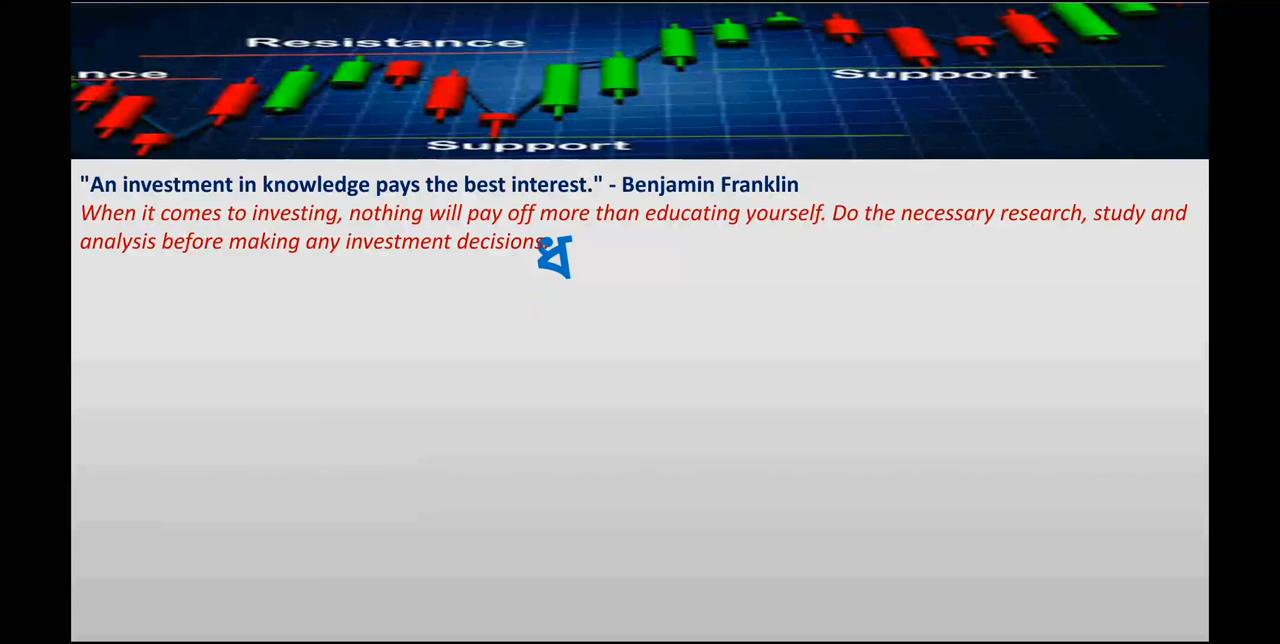 Resistance
nce
Support
Support
"An investment in knowledge pays the best interest." - Benjamin Franklin
When it comes to investing, nothing will pay off more than educating yourself. Do the necessary research, study and
analysis before making any investment decisions.